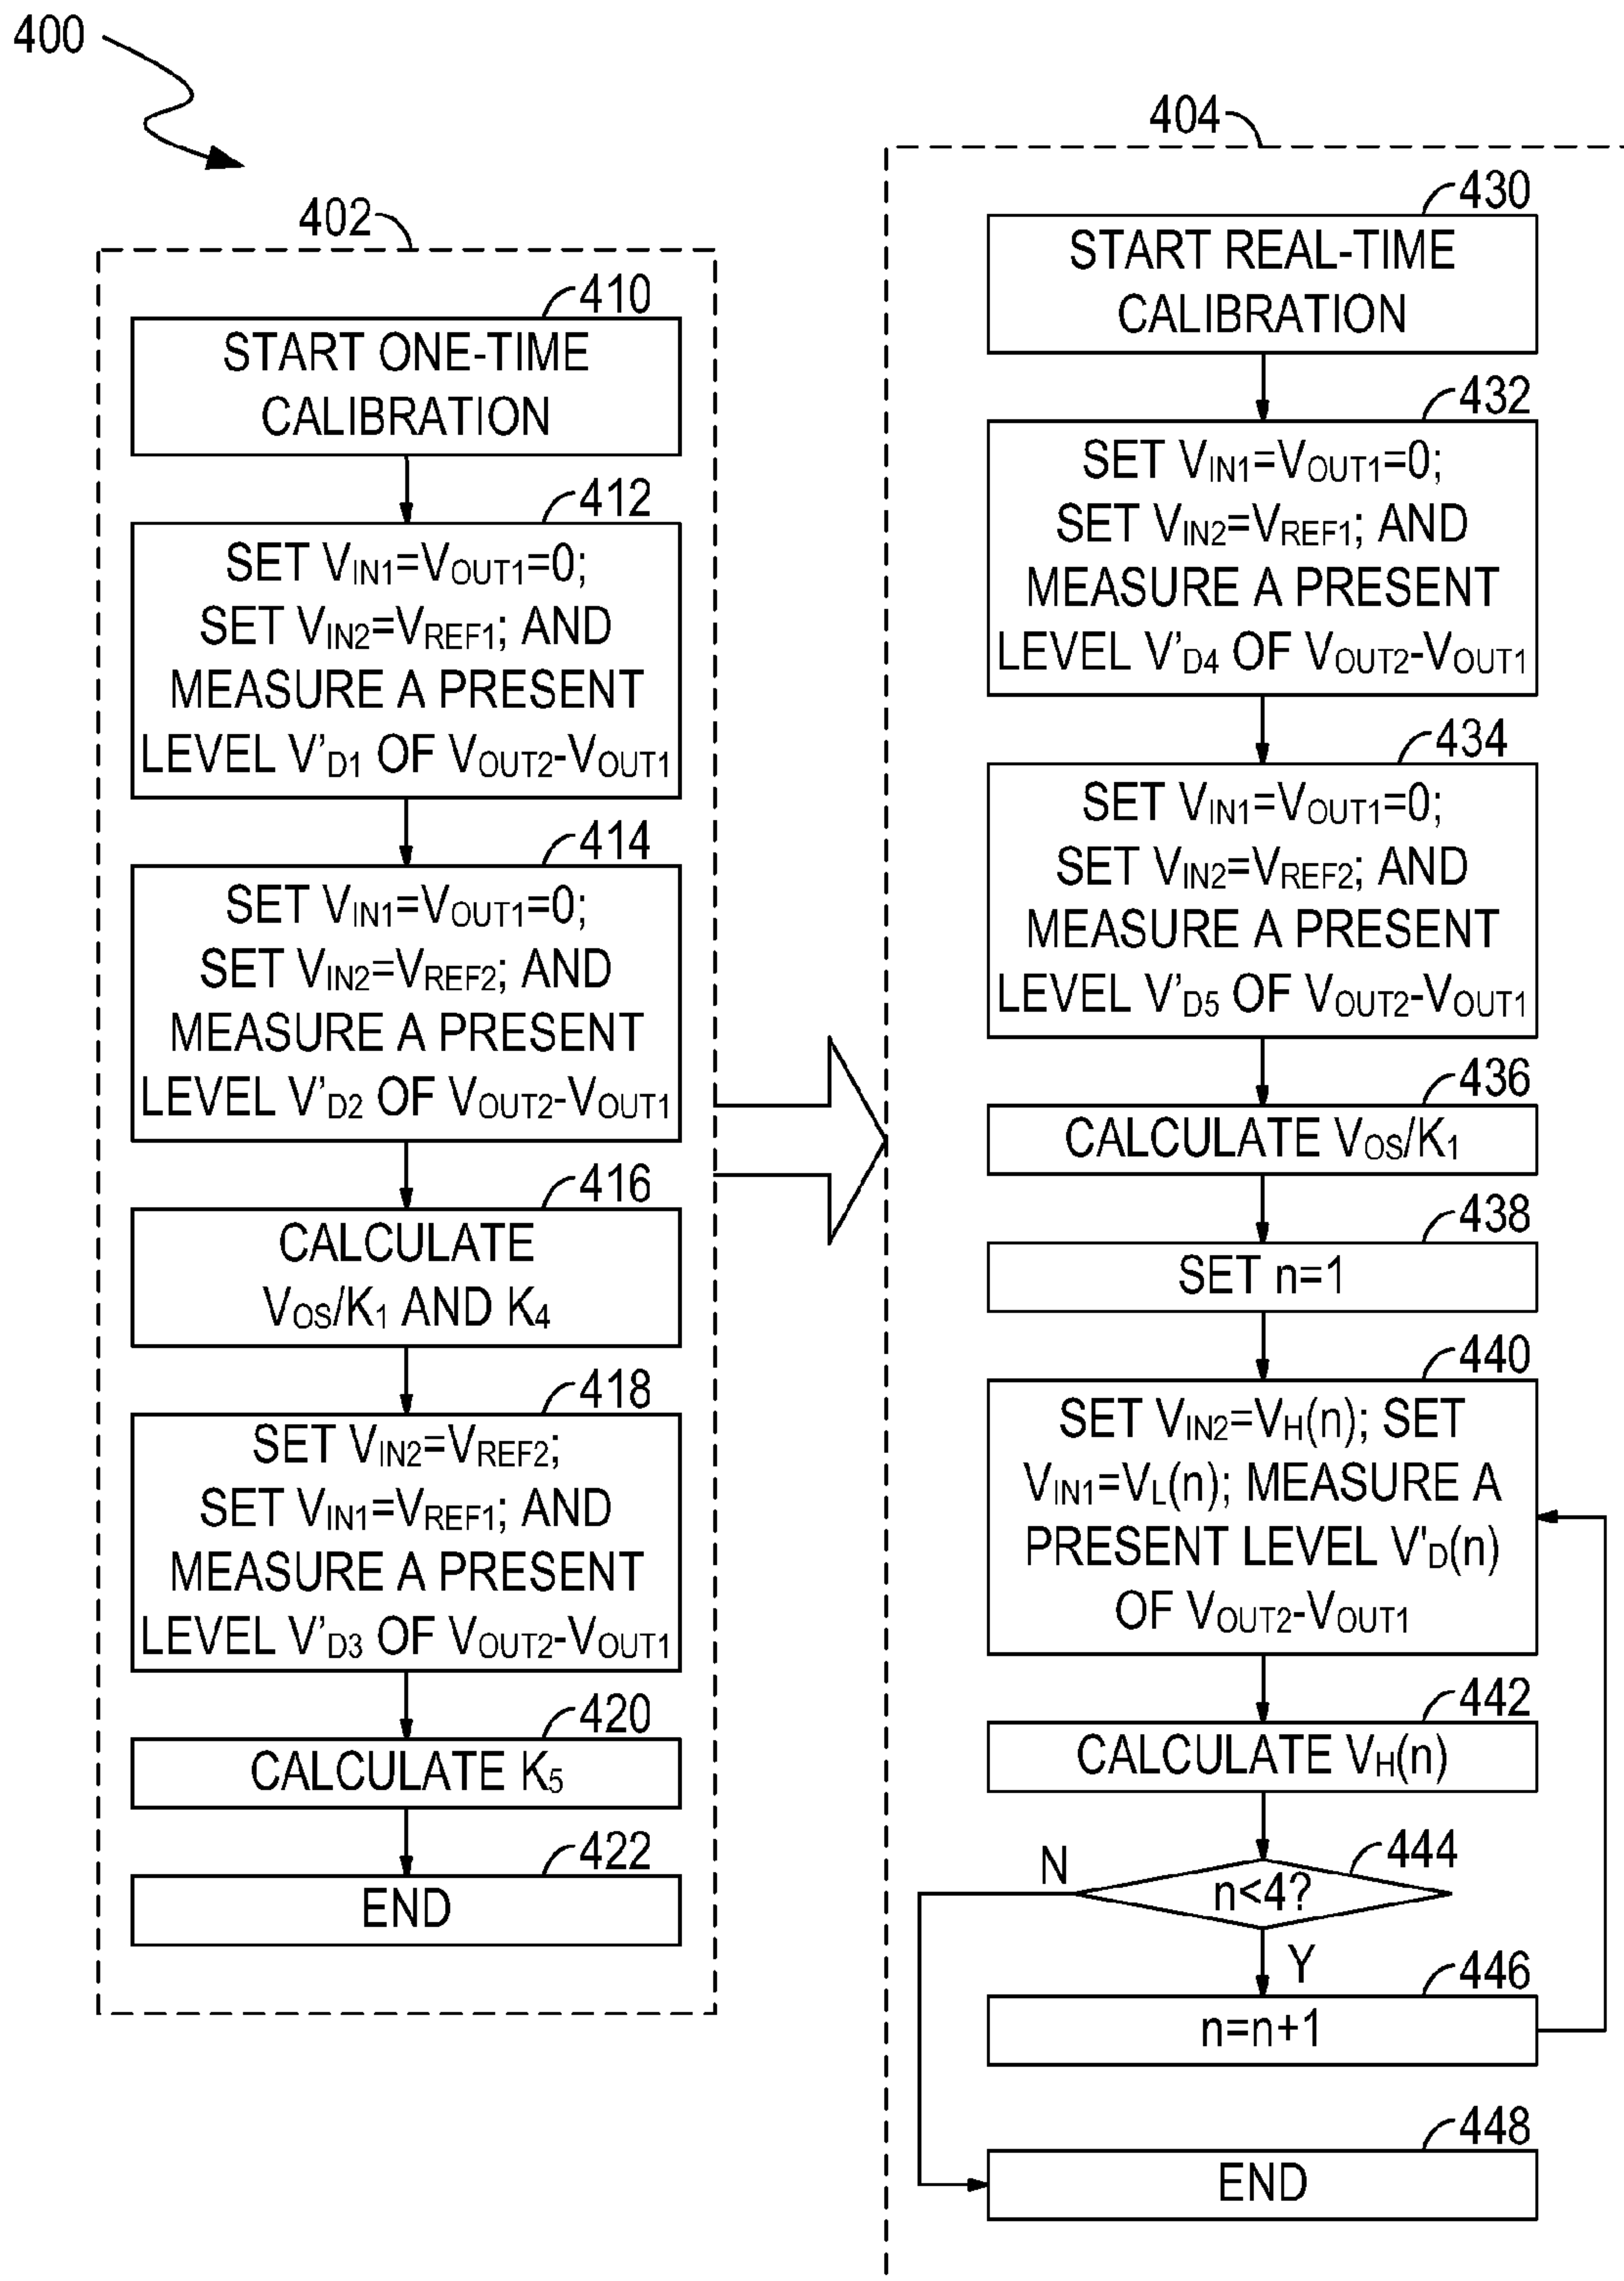 400
402
410
START ONE-TIME
CALIBRATION
412
SET VIN1=VOUT1=0;
SET VIN2=VREF1; AND
MEASURE A PRESENT
LEVEL V'D1 OF VOUT2-VOUT1
414
SET VIN1=VOUT1=0;
SET VIN2=VREF2; AND
MEASURE A PRESENT
LEVEL V'D2 OF VOUT2-VOUT1
416
CALCULATE
VOS/K1 AND K4
418
SET VIN2=VREF2;
SET VIN1=VREF1; AND
MEASURE A PRESENT
LEVEL V'D3 OF VOUT2-VOUT1
420
CALCULATE K5
422
END
404
430
START REAL-TIME
CALIBRATION
432
SET VIN1=VOUT1=0;
SET VIN2=VREF1; AND
MEASURE A PRESENT
LEVEL V'D4 OF VOUT2-VOUT1
434
SET VIN1=VOUT1=0;
SET VIN2=VREF2; AND
MEASURE A PRESENT
LEVEL V'D5 OF VOUT2-VOUT1
436
CALCULATE VOS/K1
438
SET n=1
440
SET VIN2=VH(n); SET
VIN1=VL(n); MEASURE A
PRESENT LEVEL V'D(n)
OF VOUT2-VOUT1
442
CALCULATE VH(n)
444
N
n<4?
Y
446
n=n+1
448
END